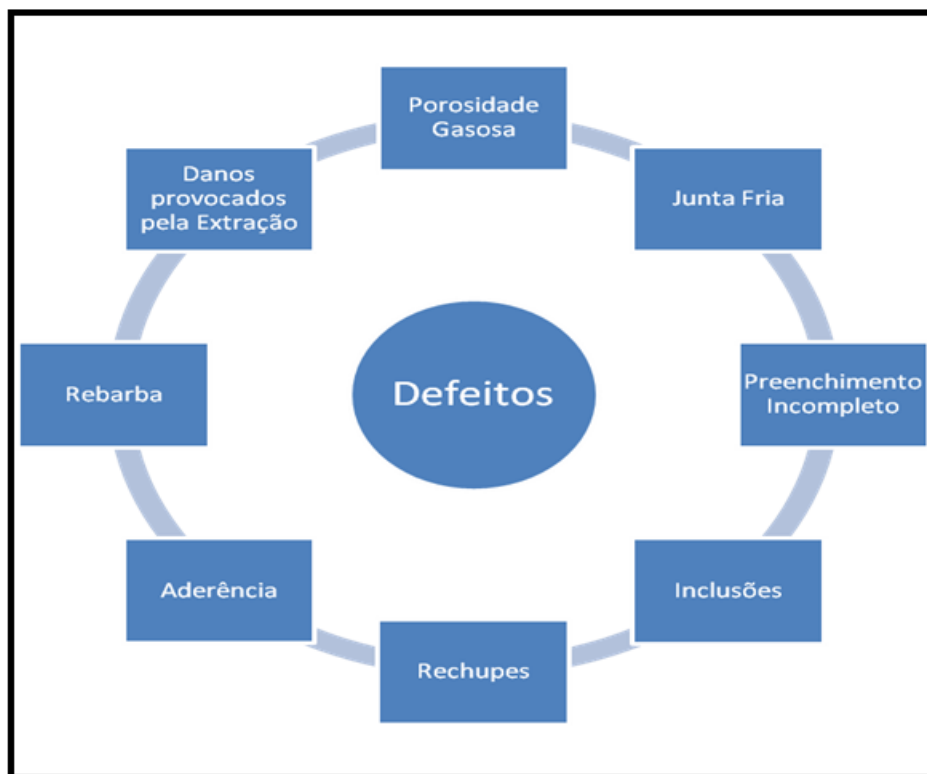 Porosidade
Gasosa
Danos
provocados
pela Extração
Junta Fria
Rebarba
Defeitos
Preenchimento
Incompleto
Aderência
Inclusões
Rechupes